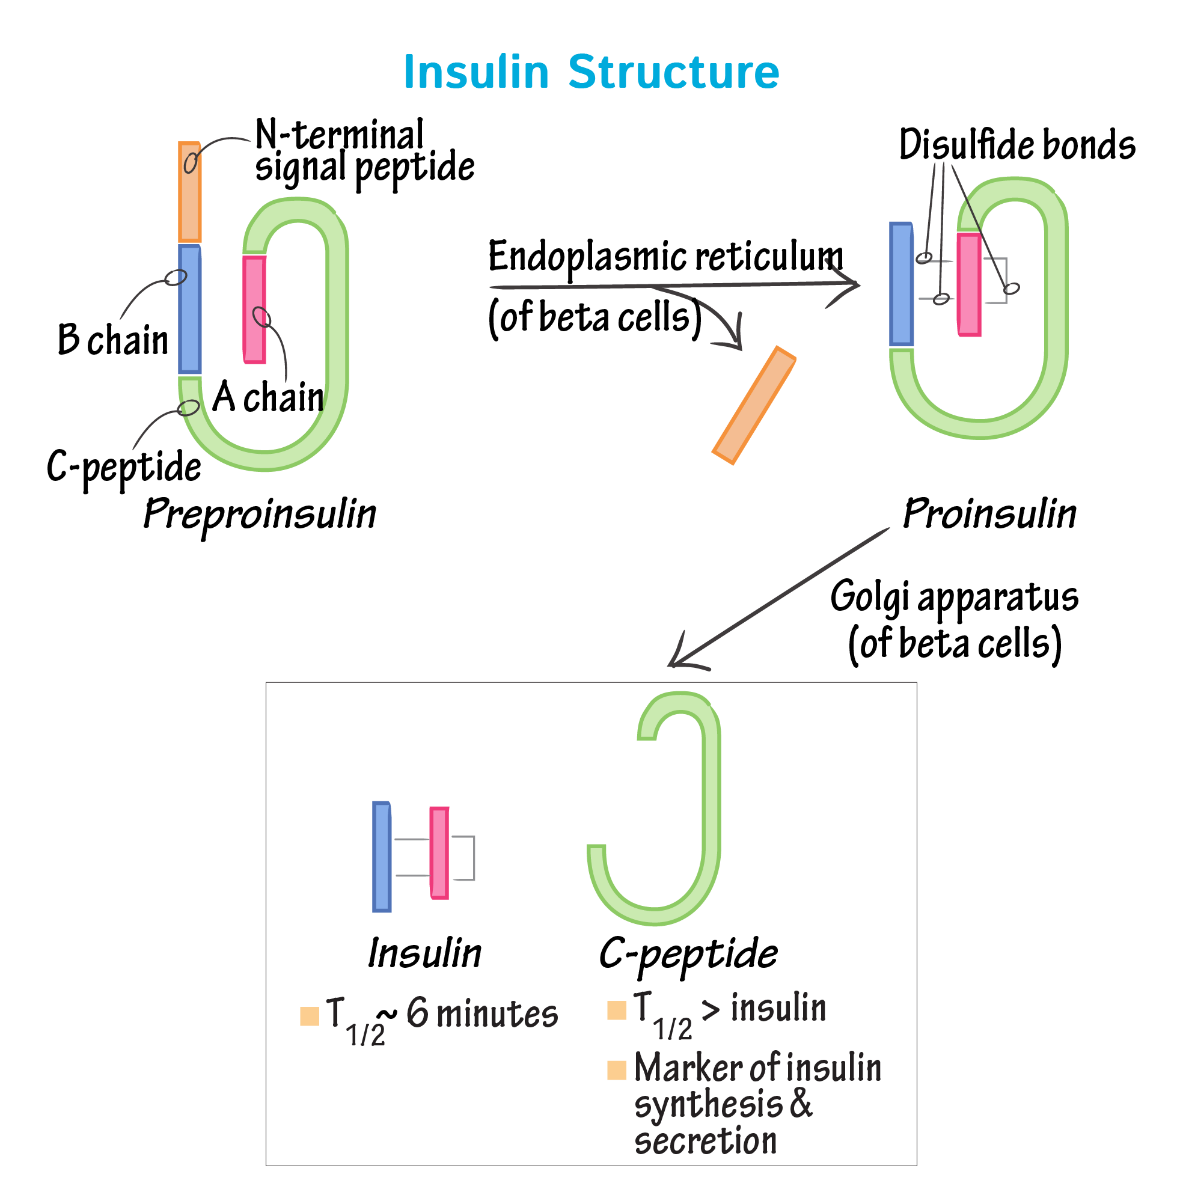 Insulin Structure
N-terminal
signal peptide
B chain
A chain
C-peptide
Preproinsulin
Endoplasmic reticulum
(of beta cells)
Disulfide bonds
Proinsulin
Golgi apparatus
(of beta cells)
Insulin
T1/2~ 6 minutes
C-peptide
T1/2 > insulin
Marker of insulin
synthesis &
secretion